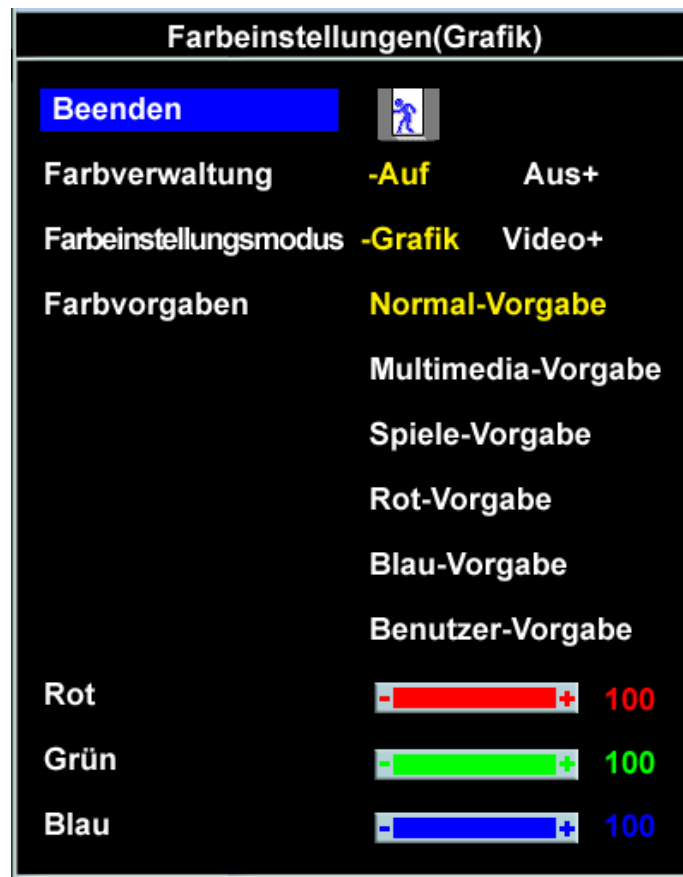 Farbeinstellungen(Grafik)
Beenden
Farbverwaltung -Auf Aus+
Farbeinstellungsmodus -Grafik Video+
Farbvorgaben Normal-Vorgabe
Multimedia-Vorgabe
Spiele-Vorgabe
Rot-Vorgabe
Blau-Vorgabe
Benutzer-Vorgabe
Rot - + 100
Grün - + 100
Blau - + 100